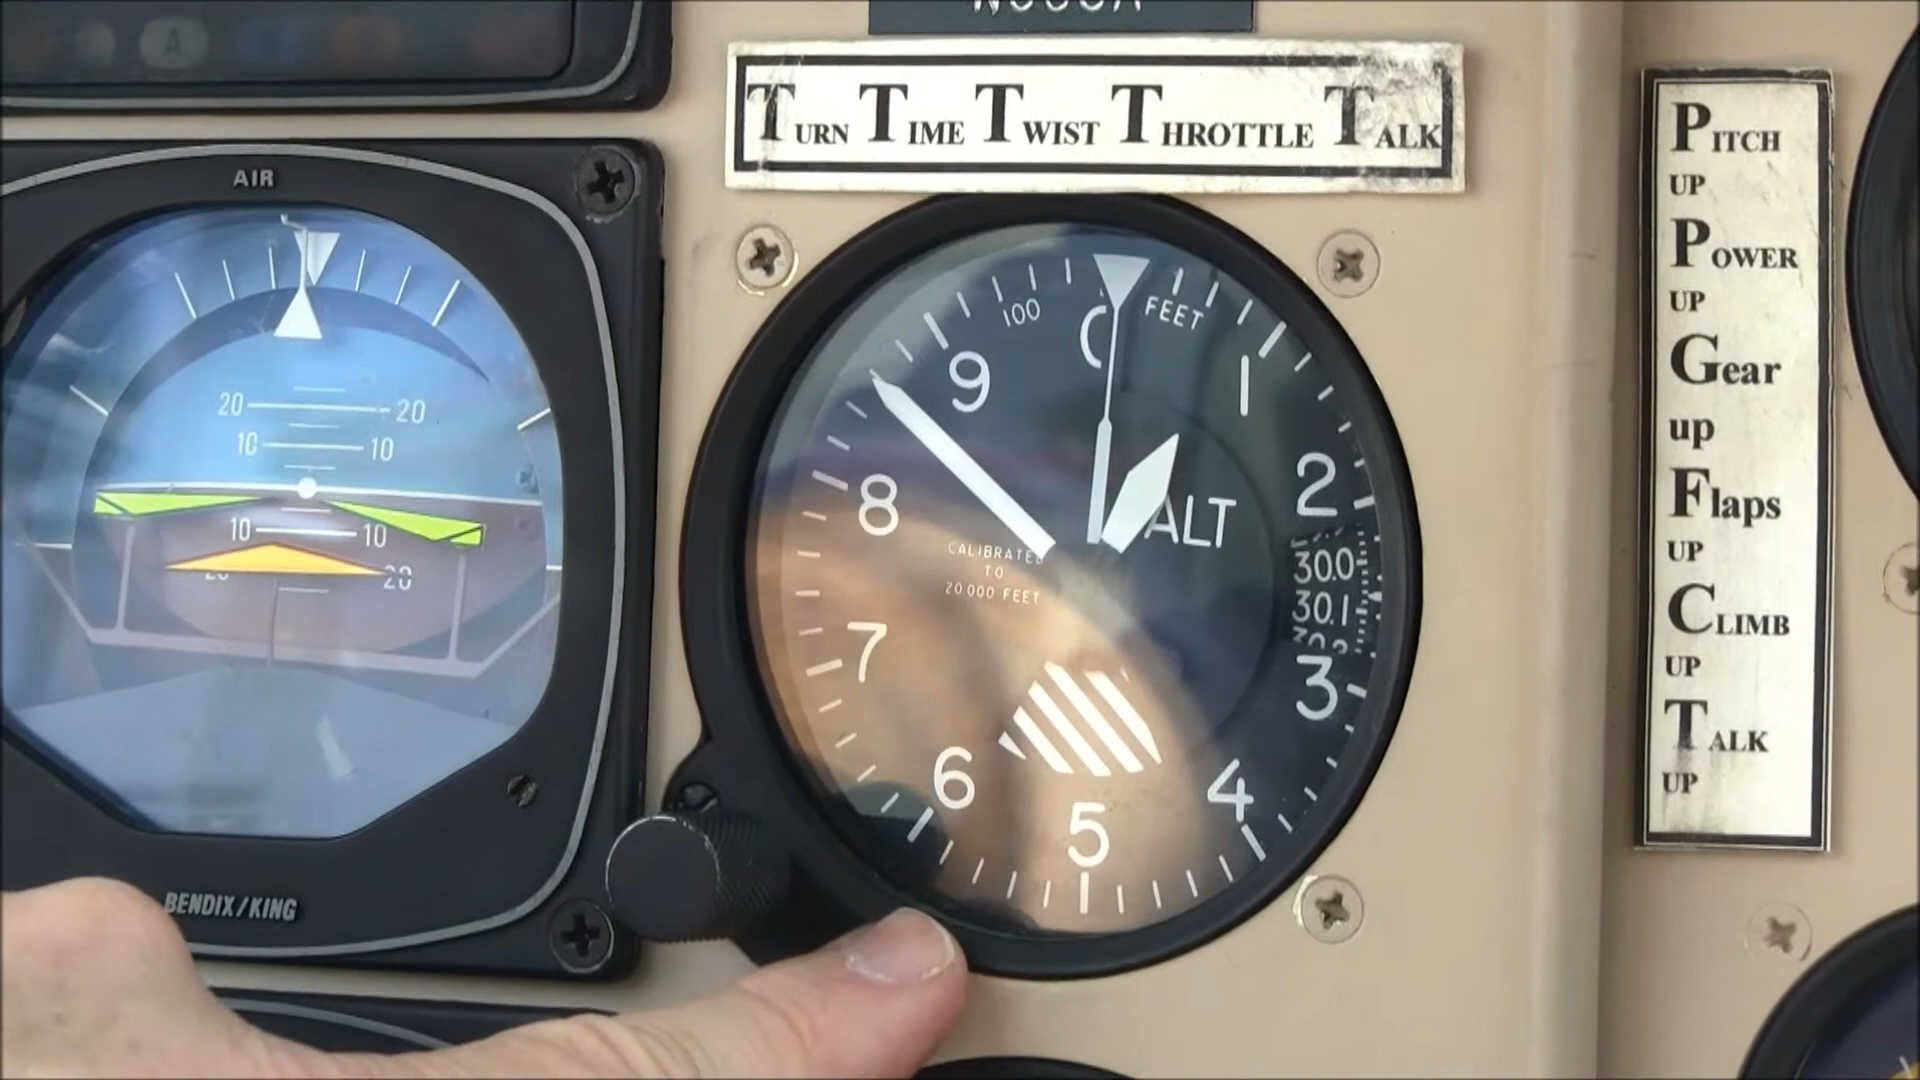 TURN TIME TWIST THROTTLE TALK
AIR
20 20
10 10
10 10
20
BENDIX/KING
100 FEET
0
1
2
3
4
5
6
7
8
9
ALT
CALIBRATED
TO
20,000 FEET
30.0
30.1
PITCH
UP
POWER
UP
Gear
up
Flaps
UP
CLIMB
UP
TALK
UP